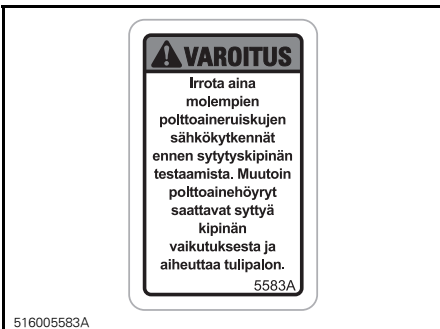 VAROITUS
Irrota aina
molempien
polttoaineruiskujen
sähkökytkennät
ennen sytytyskipinän
testaamista. Muutoin
polttoainehöyryt
saattavat syttyä
kipinän
vaikutuksesta ja
aiheuttaa tulipalon.
5583A
516005583A